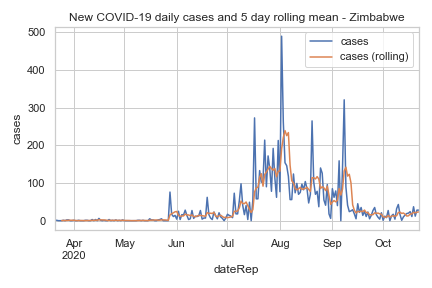 New COVID-19 daily cases and 5 day rolling mean - Zimbabwe
cases
cases (rolling)
500
400
300
200
100
0
cases
Apr
2020
May
Jun
Jul
Aug
Sep
Oct
dateRep